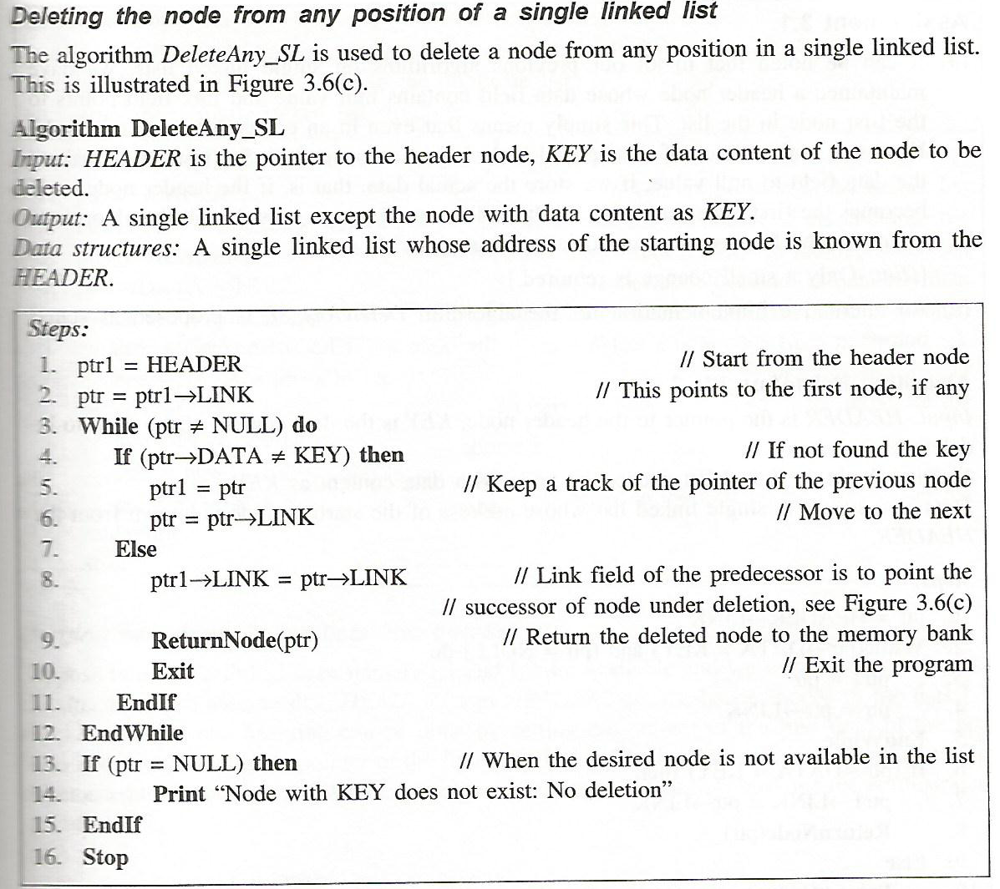 Deleting the node from any position of a single linked list
The algorithm DeleteAny_SL is used to delete a node from any position in a single linked list.
This is illustrated in Figure 3.6(c).
Algorithm DeleteAny_SL
Input: HEADER is the pointer to the header node, KEY is the data content of the node to be
deleted.
Output: A single linked list except the node with data content as KEY.
Data structures: A single linked list whose address of the starting node is known from the
HEADER.
Steps:
1. ptr1 = HEADER // Start from the header node
2. ptr = ptr1→LINK // This points to the first node, if any
3. While (ptr ≠ NULL) do
4. If (ptr→DATA ≠ KEY) then // If not found the key
5. ptr1 = ptr // Keep a track of the pointer of the previous node
6. ptr = ptr→LINK // Move to the next
7. Else
8. ptr1→LINK = ptr→LINK // Link field of the predecessor is to point the
// successor of node under deletion, see Figure 3.6(c)
9. ReturnNode(ptr) // Return the deleted node to the memory bank
10. Exit // Exit the program
11. EndIf
12. EndWhile
13. If (ptr = NULL) then // When the desired node is not available in the list
14. Print “Node with KEY does not exist: No deletion”
15. EndIf
16. Stop